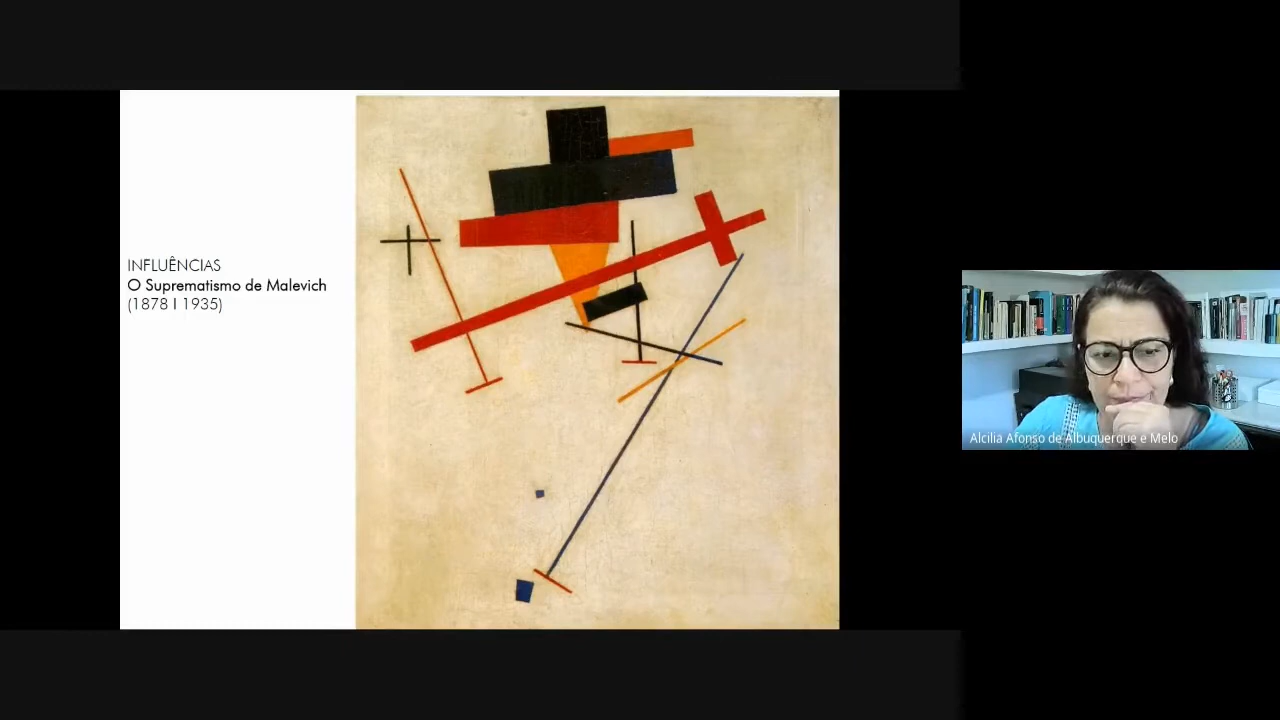 INFLUÊNCIAS
O Suprematismo de Malevich
(1878 I 1935)
Alcilia Afonso de Albuquerque e Melo